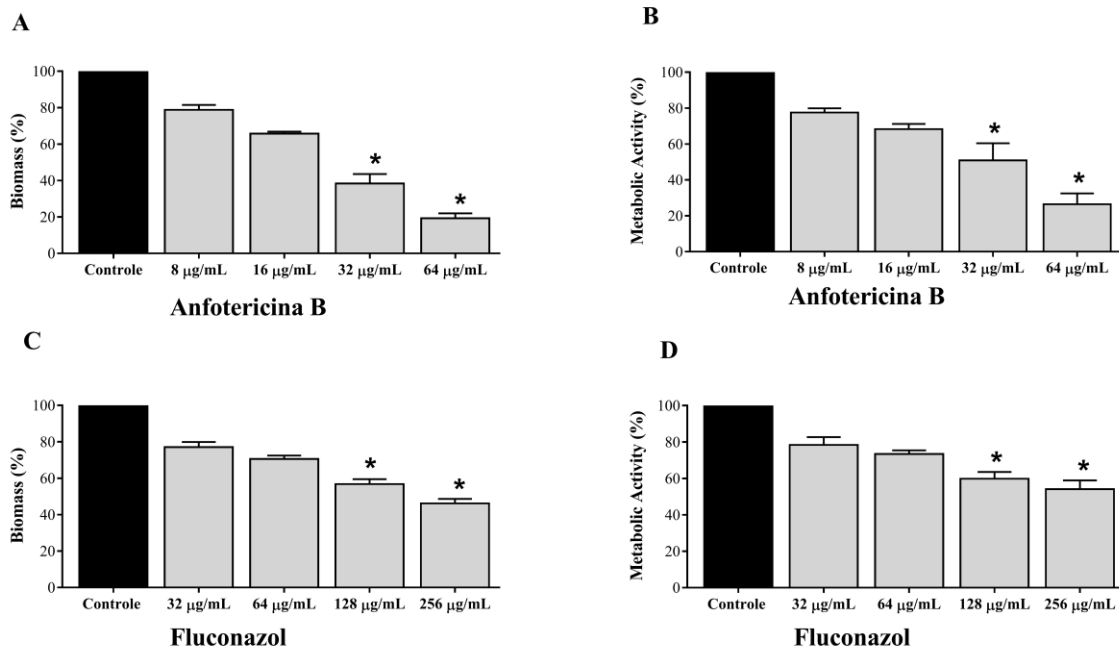 A
Biomass (%)
100
80
60
40
20
0
*
*
Controle 8 µg/mL 16 µg/mL 32 µg/mL 64 µg/mL
Anfotericina B
B
Metabolic Activity (%)
100
80
60
40
20
0
*
*
Controle 8 µg/mL 16 µg/mL 32 µg/mL 64 µg/mL
Anfotericina B
C
Biomass (%)
100
80
60
40
20
0
*
*
Controle 32 µg/mL 64 µg/mL 128 µg/mL 256 µg/mL
Fluconazol
D
Metabolic Activity (%)
100
80
60
40
20
0
*
*
Controle 32 µg/mL 64 µg/mL 128 µg/mL 256 µg/mL
Fluconazol